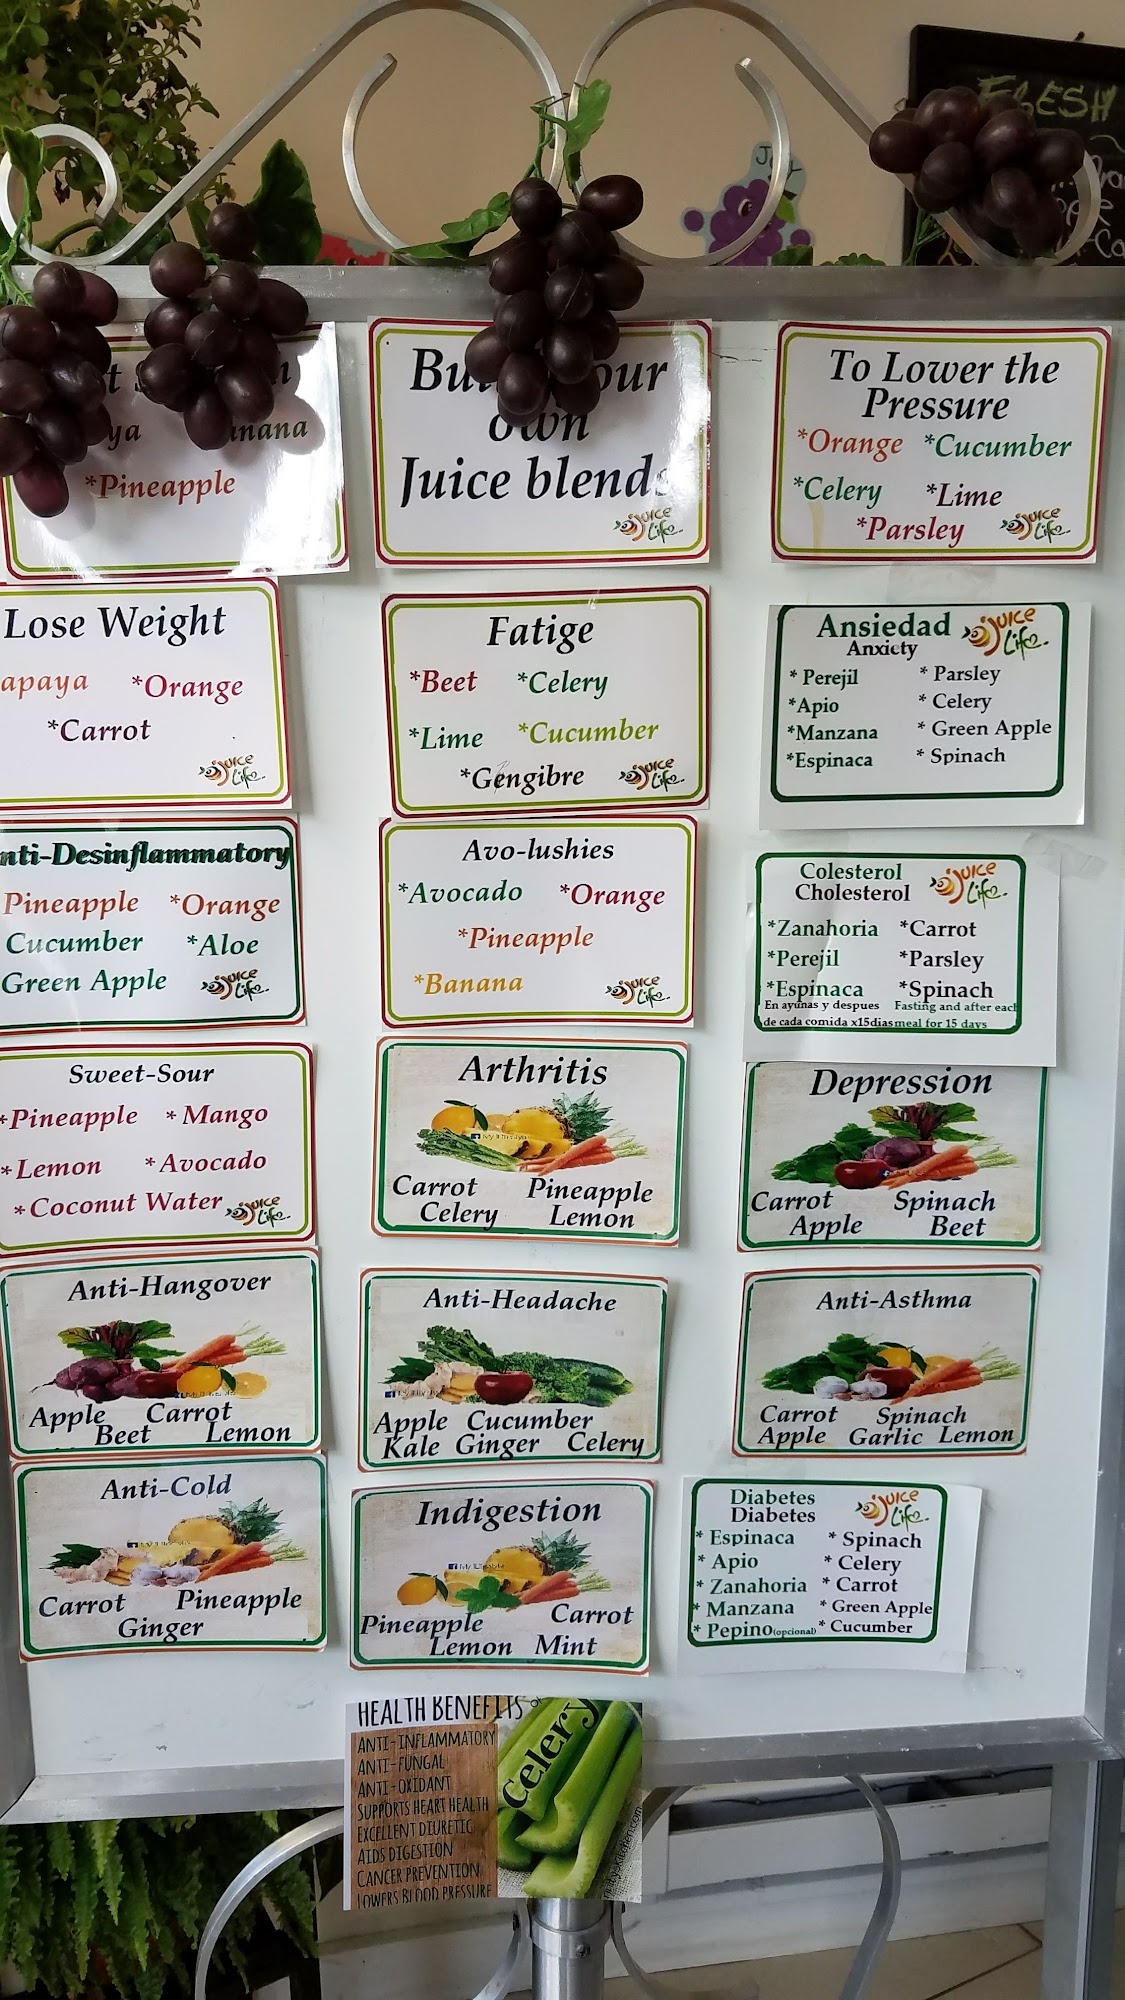 FRESH
Joy
*Pineapple
own
Juice blends
Juice Life
To Lower the
Pressure
*Orange *Cucumber
*Celery *Lime
*Parsley
Juice Life
Lose Weight
apaya *Orange
*Carrot
Juice Life
Fatige
*Beet *Celery
*Lime *Cucumber
*Gengibre
Juice Life
Ansiedad
Anxiety
Juice Life
* Perejil * Parsley
*Apio * Celery
*Manzana * Green Apple
*Espinaca * Spinach
nti-Desinflammatory
Pineapple *Orange
Cucumber *Aloe
Green Apple
Juice Life
Avo-lushies
*Avocado *Orange
*Pineapple
*Banana
Juice Life
Colesterol
Cholesterol
Juice Life
*Zanahoria *Carrot
*Perejil *Parsley
*Espinaca *Spinach
En ayunas y despues Fasting and after each
de cada comida x15dias meal for 15 days
Sweet-Sour
*Pineapple *Mango
*Lemon *Avocado
*Coconut Water
Juice Life
Arthritis
Carrot Pineapple
Celery Lemon
Depression
Carrot Spinach
Apple Beet
Anti-Hangover
Apple Carrot
Beet Lemon
Anti-Headache
Apple Cucumber
Kale Ginger Celery
Anti-Asthma
Carrot Spinach
Apple Garlic Lemon
Anti-Cold
Carrot Pineapple
Ginger
Indigestion
Pineapple Carrot
Lemon Mint
Diabetes
Diabetes
Juice Life
* Espinaca * Spinach
* Apio * Celery
* Zanahoria * Carrot
* Manzana * Green Apple
* Pepino(opcional) * Cucumber
HEALTH BENEFITS of
Celery
ANTI-INFLAMMATORY
ANTI-FUNGAL
ANTI-OXIDANT
SUPPORTS HEART HEALTH
EXCELLENT DIURETIC
AIDS DIGESTION
CANCER PREVENTION
LOWERS BLOOD PRESSURE